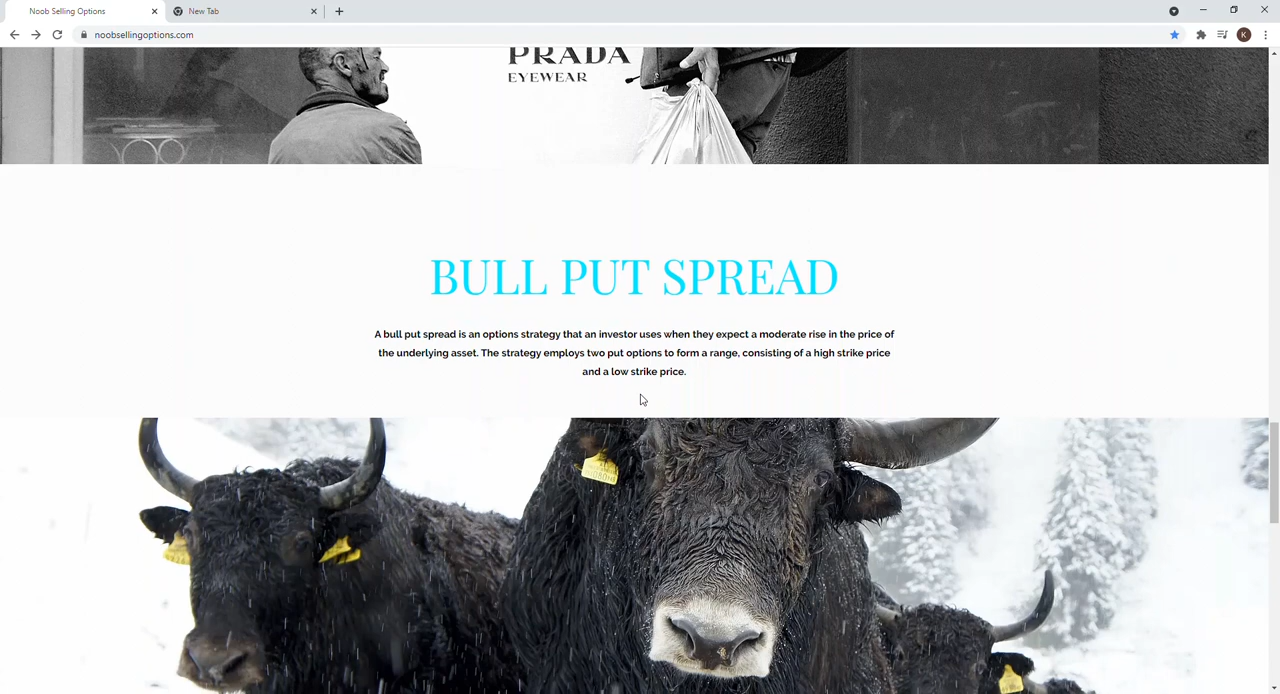 Noob Selling Options
New Tab
noobsellingoptions.com
K
PRADA
EYEWEAR
BULL PUT SPREAD
A bull put spread is an options strategy that an investor uses when they expect a moderate rise in the price of
the underlying asset. The strategy employs two put options to form a range, consisting of a high strike price
and a low strike price.